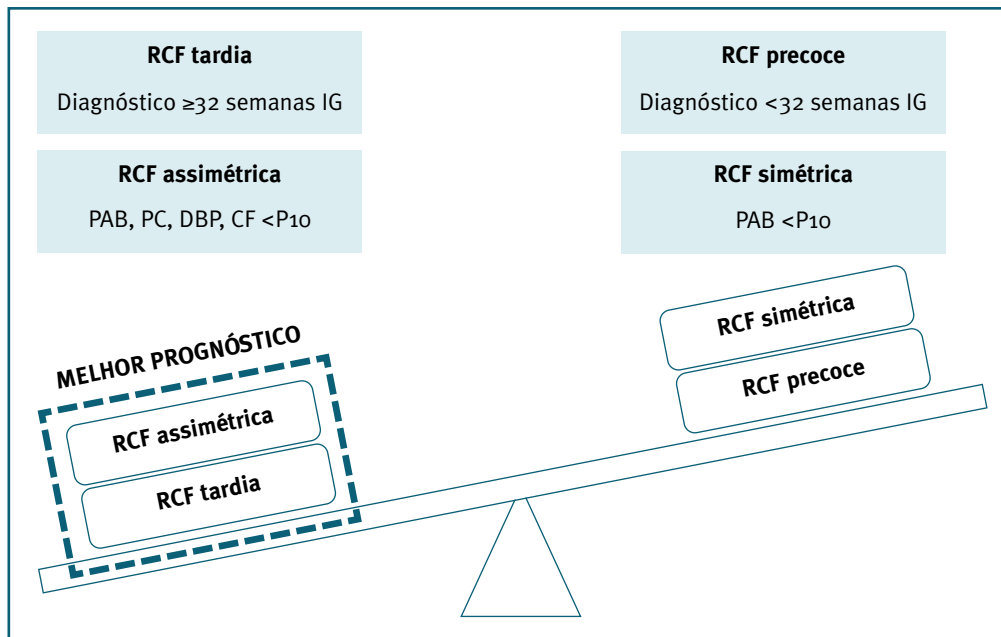 RCF tardia
Diagnóstico ≥32 semanas IG
RCF precoce
Diagnóstico <32 semanas IG
RCF assimétrica
PAB, PC, DBP, CF <P10
RCF simétrica
PAB <P10
MELHOR PROGNÓSTICO
RCF assimétrica
RCF tardia
RCF simétrica
RCF precoce